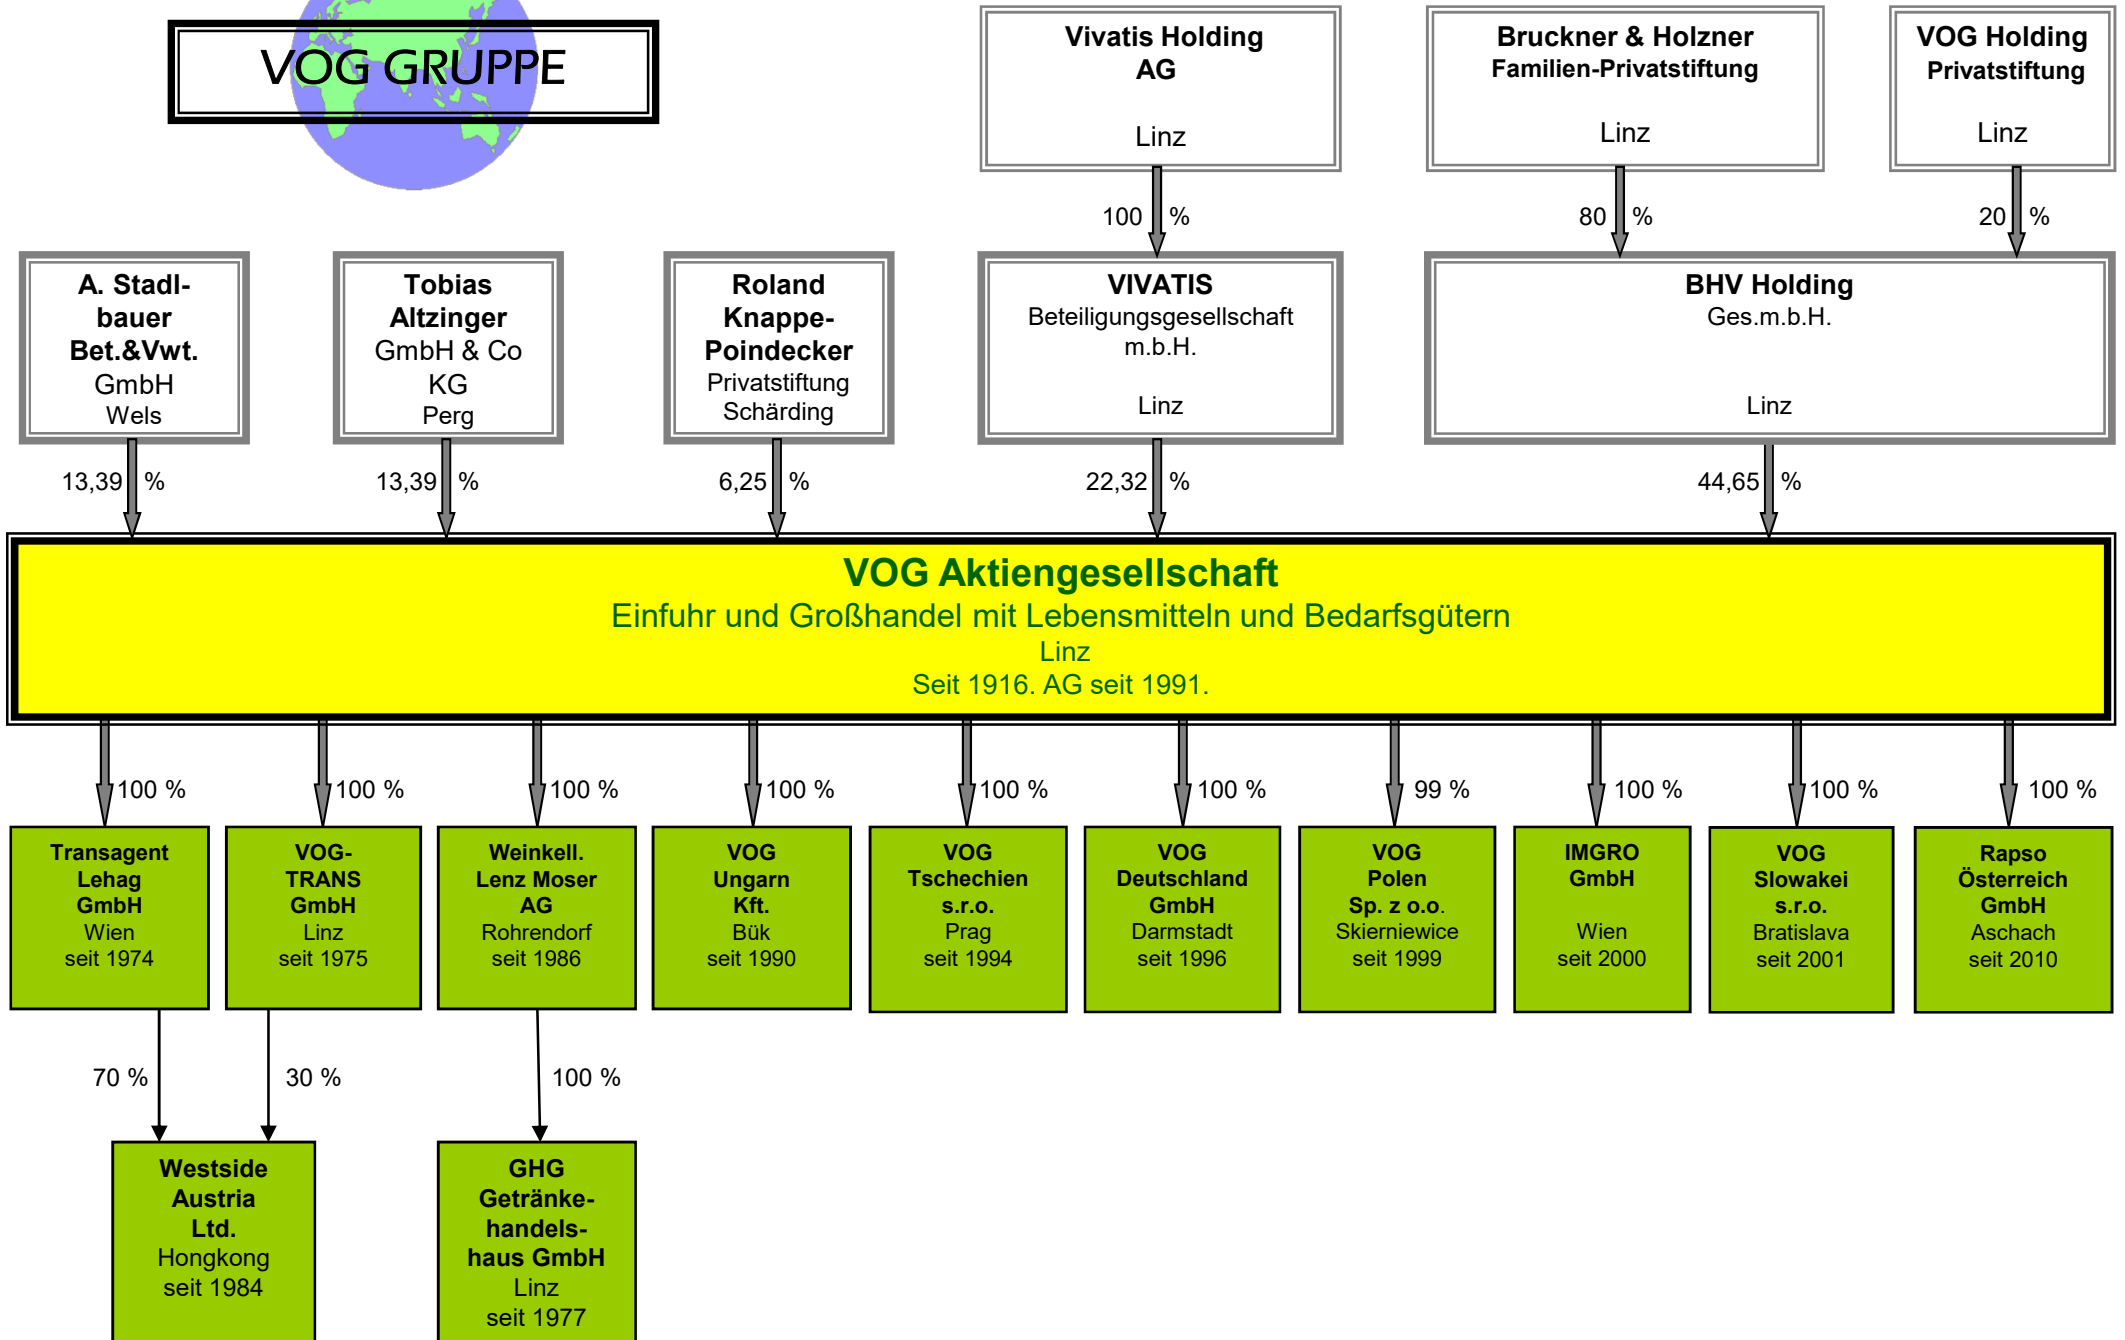 VOG GRUPPE
Vivatis Holding
AG
Linz
Bruckner & Holzner
Familien-Privatstiftung
Linz
VOG Holding
Privatstiftung
Linz
100 %
80 %
20 %
A. Stadl-
bauer
Bet.&Vwt.
GmbH
Wels
Tobias
Altzinger
GmbH & Co
KG
Perg
Roland
Knappe-
Poindecker
Privatstiftung
Schärding
VIVATIS
Beteiligungsgesellschaft
m.b.H.
Linz
BHV Holding
Ges.m.b.H.
Linz
13,39 %
13,39 %
6,25 %
22,32 %
44,65 %
VOG Aktiengesellschaft
Einfuhr und Großhandel mit Lebensmitteln und Bedarfsgütern
Linz
Seit 1916. AG seit 1991.
100 %
100 %
100 %
100 %
100 %
100 %
99 %
100 %
100 %
100 %
Transagent
Lehag
GmbH
Wien
seit 1974
VOG-
TRANS
GmbH
Linz
seit 1975
Weinkell.
Lenz Moser
AG
Rohrendorf
seit 1986
VOG
Ungarn
Kft.
Bük
seit 1990
VOG
Tschechien
s.r.o.
Prag
seit 1994
VOG
Deutschland
GmbH
Darmstadt
seit 1996
VOG
Polen
Sp. z o.o.
Skierniewice
seit 1999
IMGRO
GmbH
Wien
seit 2000
VOG
Slowakei
s.r.o.
Bratislava
seit 2001
Rapso
Österreich
GmbH
Aschach
seit 2010
70 %
30 %
100 %
Westside
Austria
Ltd.
Hongkong
seit 1984
GHG
Getränke-
handels-
haus GmbH
Linz
seit 1977